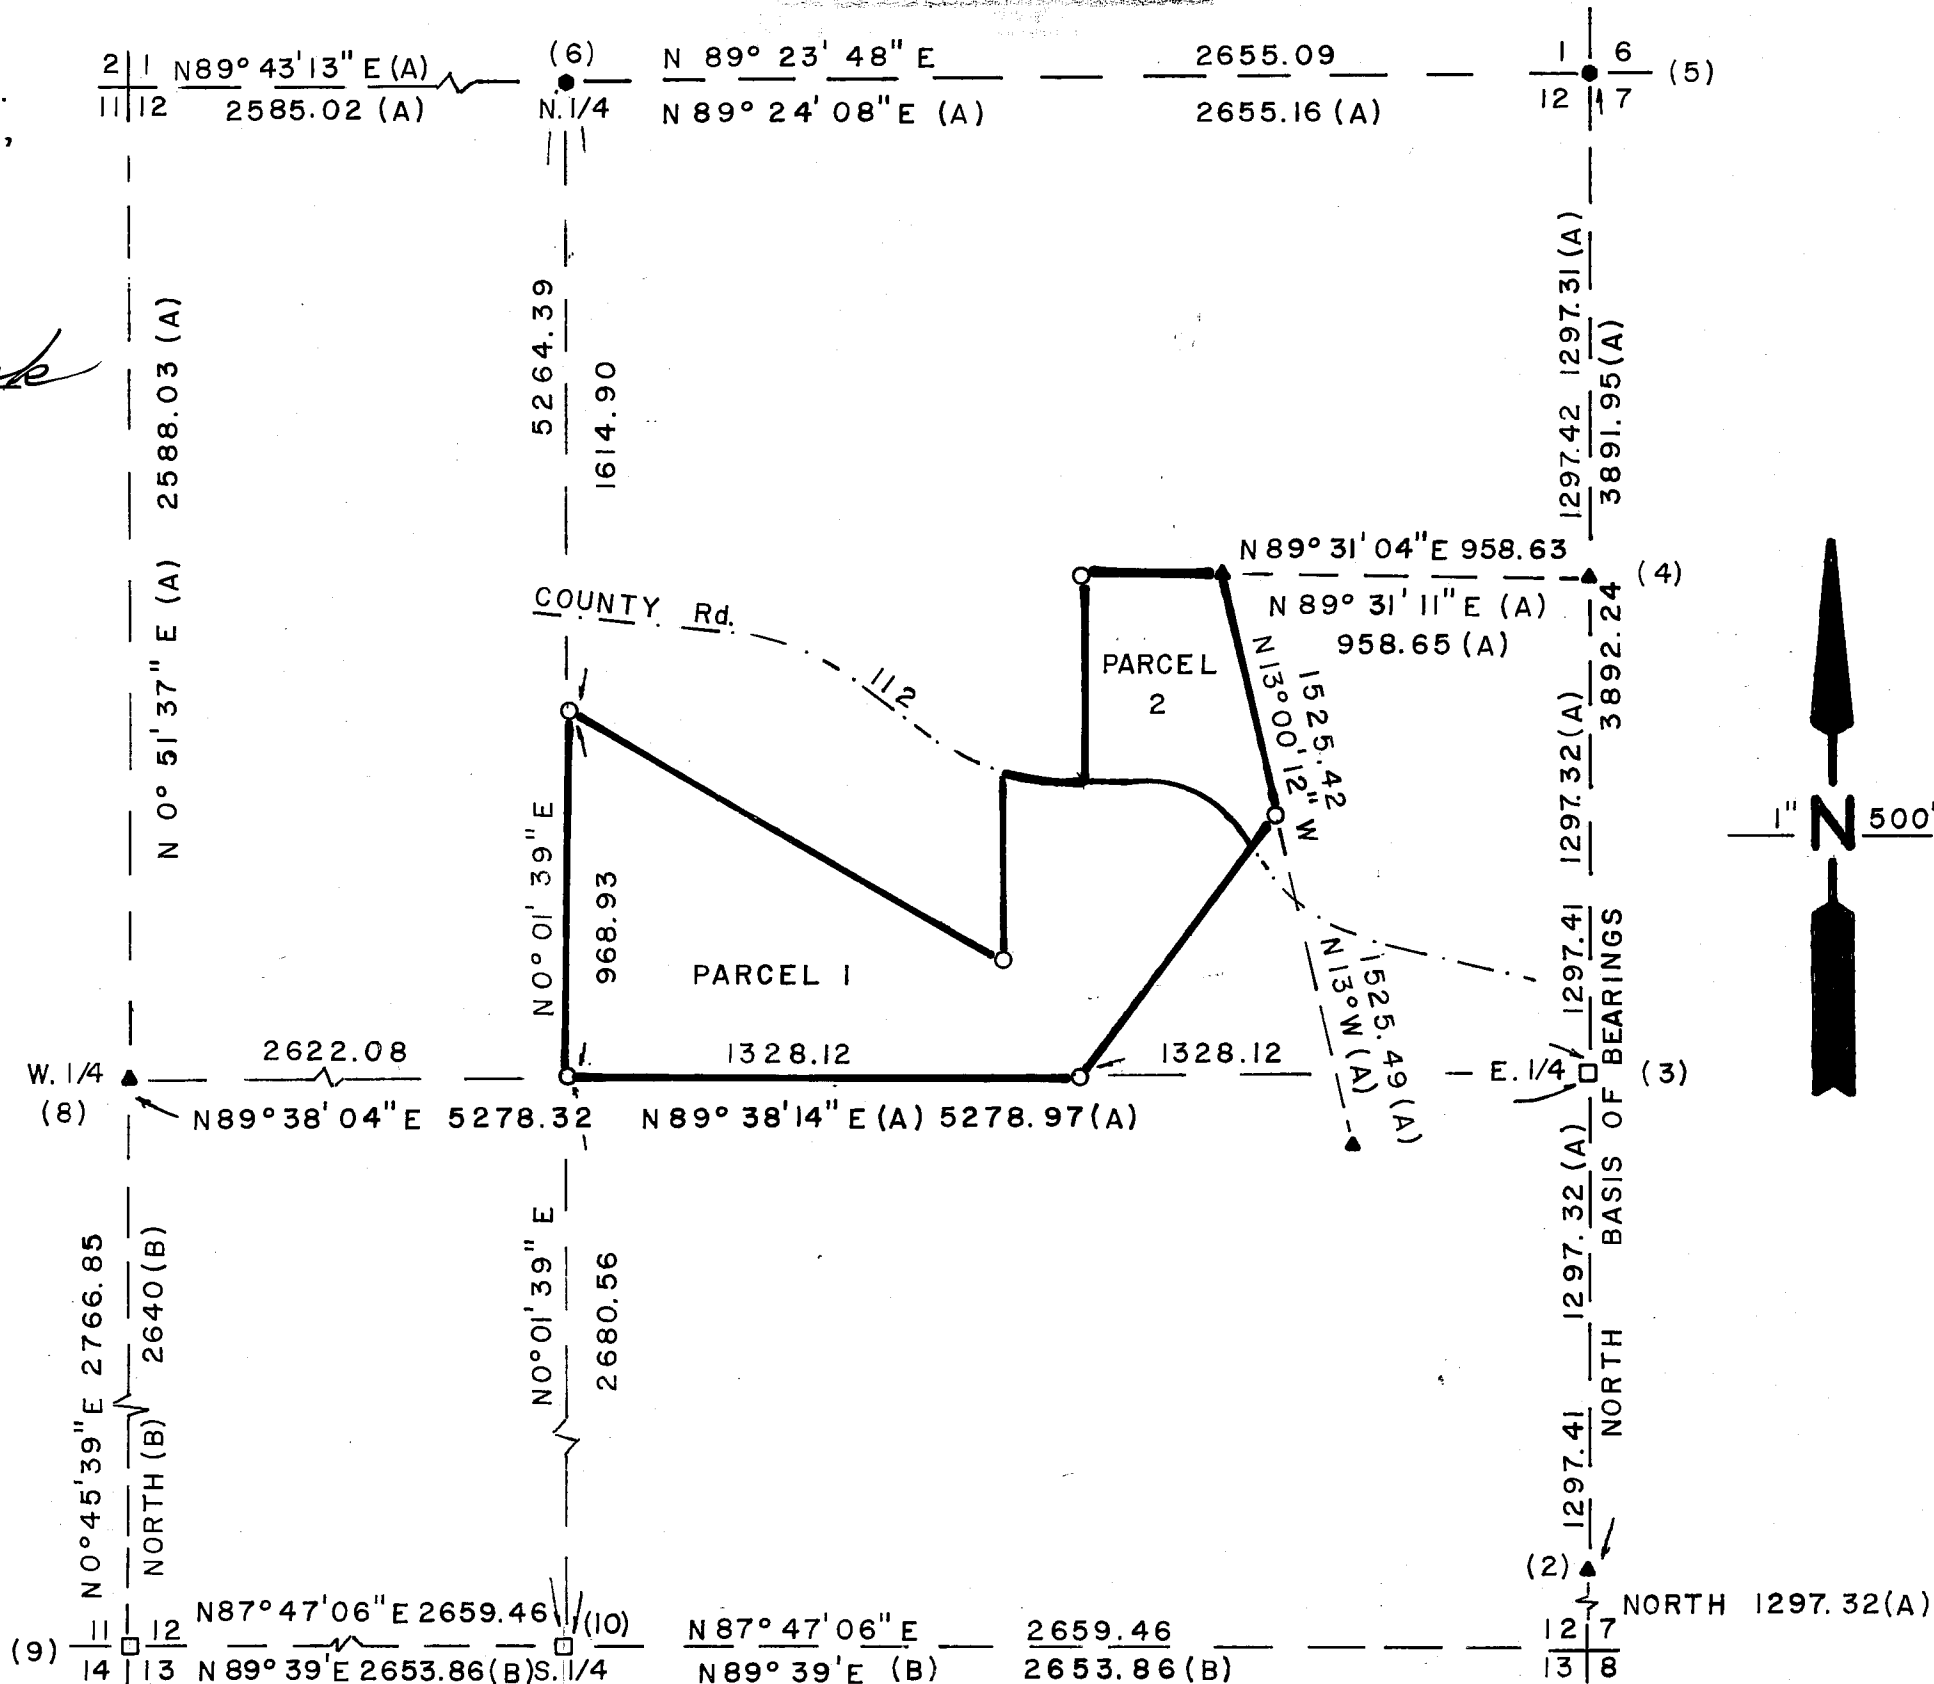 2 1
11 12
N89° 43' 13" E (A)
2585.02 (A)
(6)
N. 1/4
N 89° 23' 48" E 2655.09
N 89° 24' 08" E (A) 2655.16 (A)
1 6
12 7
(5)
N 0° 51' 37" E (A) 2588.03 (A)
5264.39
1614.90
1297.42 1297.31 (A)
3891.95 (A)
N 89° 31' 04" E 958.63
(4)
N 89° 31' 11" E (A)
958.65 (A)
COUNTY Rd.
112
PARCEL
2
1525.42
N 13° 00' 12" W
1297.32 (A)
3892.24
1" N 500'
N 0° 01' 39" E
968.93
PARCEL 1
1525.49 (A)
N 13° W (A)
1297.41
BASIS OF BEARINGS
W. 1/4
(8)
2622.08
1328.12
1328.12
E. 1/4
(3)
N 89° 38' 04" E 5278.32 N 89° 38' 14" E (A) 5278.97 (A)
N 0° 45' 39" E 2766.85
NORTH (B) 2640 (B)
N 0° 01' 39" E
2680.56
1297.32 (A)
NORTH
1297.41
(2)
NORTH 1297.32 (A)
(9)
11 12
14 13
N 87° 47' 06" E 2659.46
N 89° 39' E 2653.86 (B)
(10)
S. 1/4
N 87° 47' 06" E 2659.46
N 89° 39' E (B) 2653.86 (B)
12 7
13 8